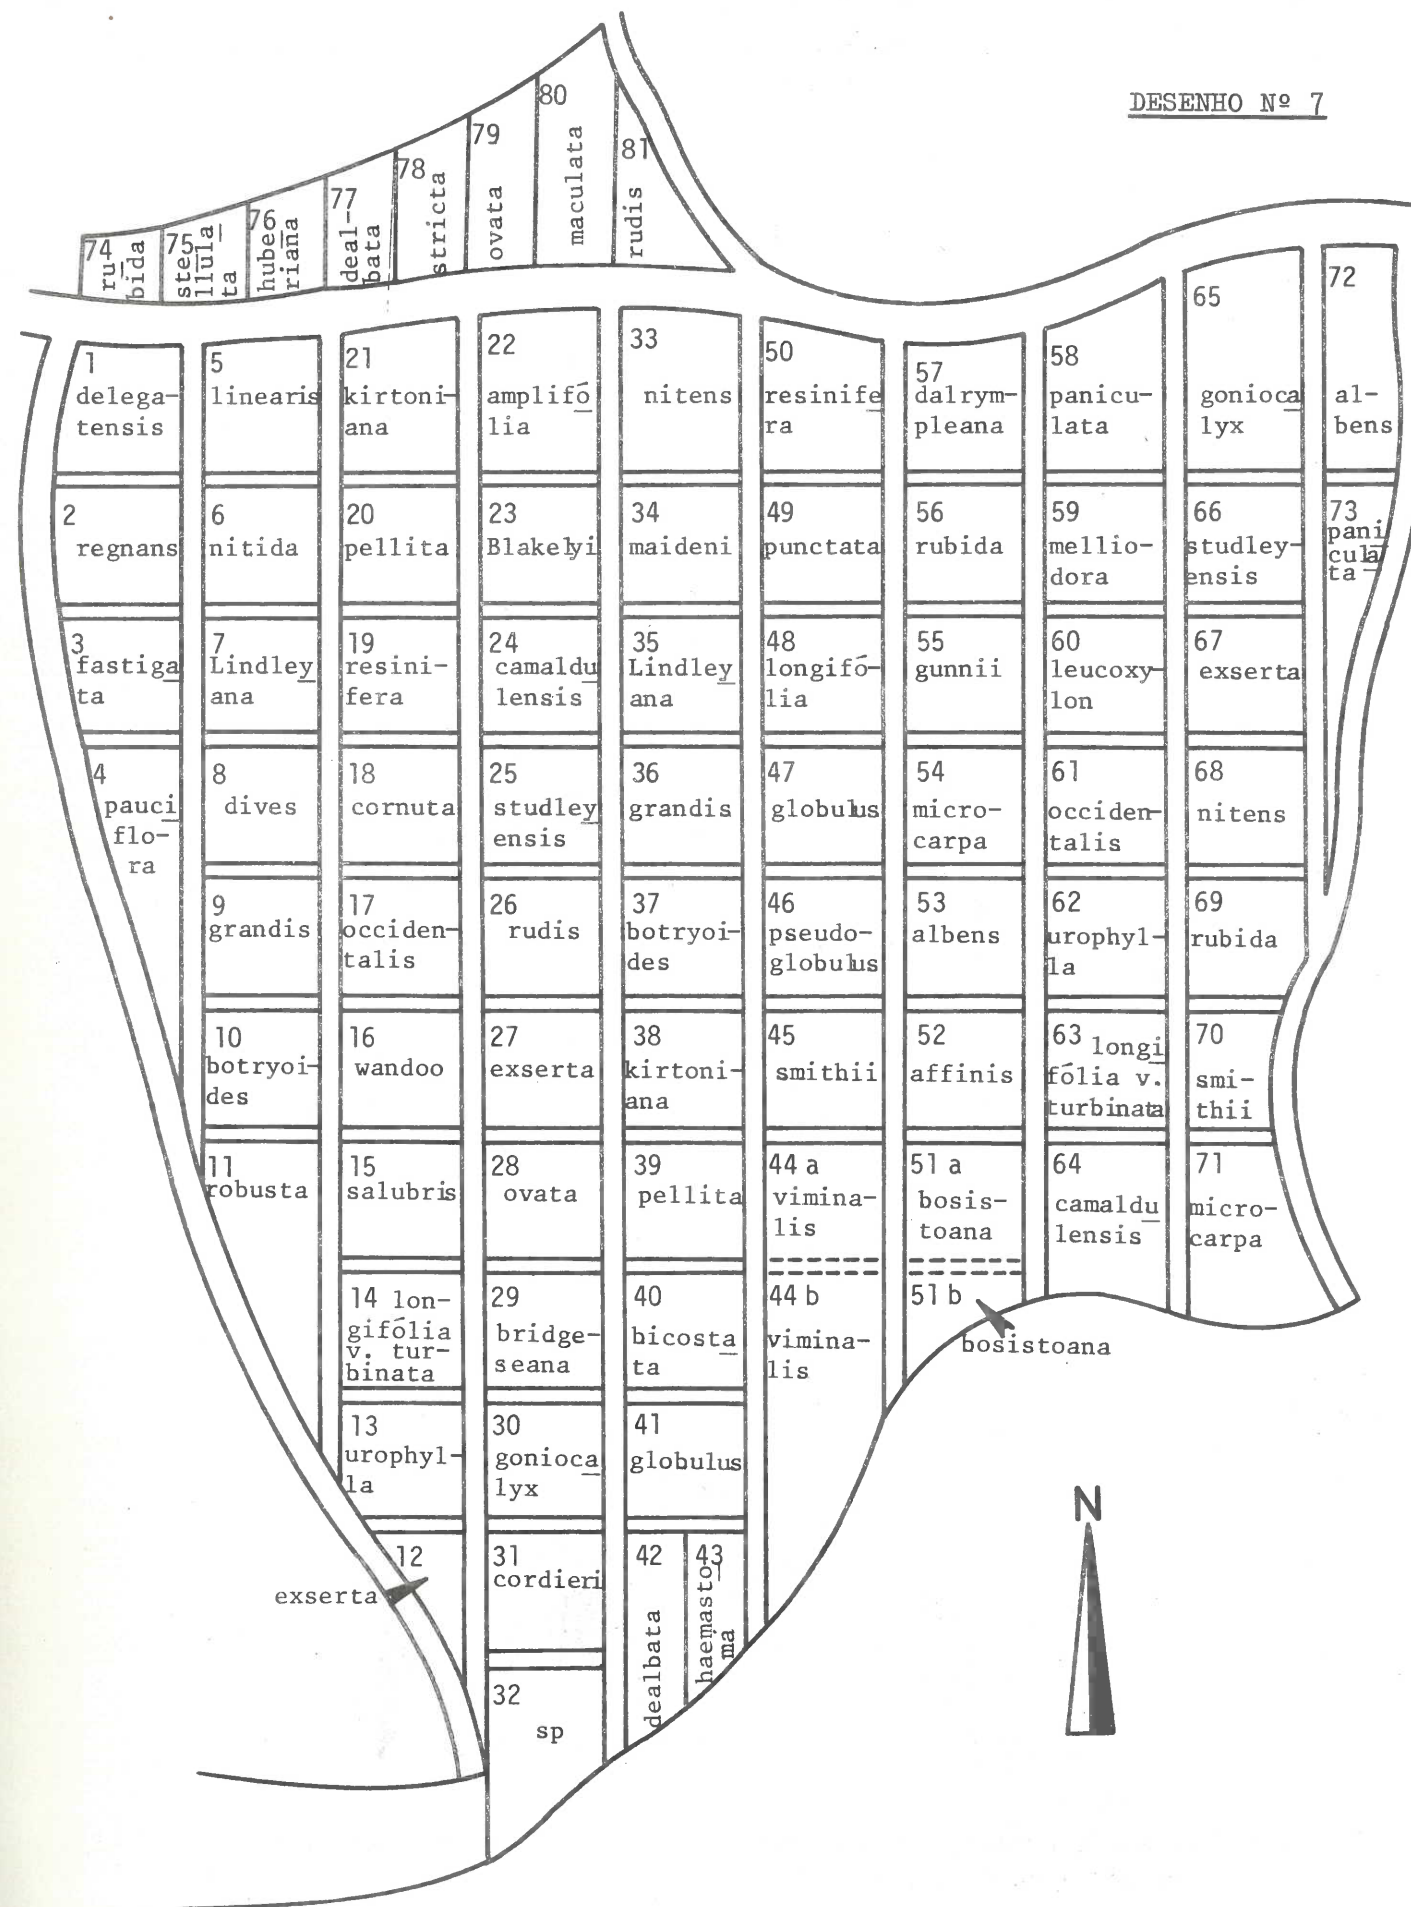 DESENHO Nº 7
80
maculata
79
ovata
81
rudis
78
stricta
77
deal-
bata
76
hube
riana
75
ste
llula
ta
74
ru-
bida
1
delega-
tensis
5
linearis
21
kirtoni-
ana
22
amplifó
lia
33
nitens
50
resinife
ra
57
dalrym-
pleana
58
panicu-
lata
65
gonioca
lyx
72
al-
bens
2
regnans
6
nitida
20
pellita
23
Blakelyi
34
maideni
49
punctata
56
rubida
59
mellio-
dora
66
studley-
ensis
73
pani
cula
ta
3
fastiga
ta
7
Lindley
ana
19
resini-
fera
24
camaldu
lensis
35
Lindley
ana
48
longifó-
lia
55
gunnii
60
leucoxy-
lon
67
exserta
4
pauci
flo-
ra
8
dives
18
cornuta
25
studley
ensis
36
grandis
47
globulus
54
micro-
carpa
61
occiden-
talis
68
nitens
9
grandis
17
occiden-
talis
26
rudis
37
botryoi-
des
46
pseudo-
globulus
53
albens
62
urophyl-
la
69
rubida
10
botryoi-
des
16
wandoo
27
exserta
38
kirtoni-
ana
45
smithii
52
affinis
63 longi
fólia v.
turbinata
70
smi-
thii
11
robusta
15
salubris
28
ovata
39
pellita
44 a
vimina-
lis
51 a
bosis-
toana
64
camaldu
lensis
71
micro-
carpa
14 lon-
gifólia
v. tur-
binata
29
bridge-
seana
40
bicosta
ta
44 b
vimina-
lis
51 b
bosistoana
13
urophyl-
la
30
gonioca
lyx
41
globulus
12
exserta
31
cordieri
42
dealbata
43
haemasto
ma
32
sp
N